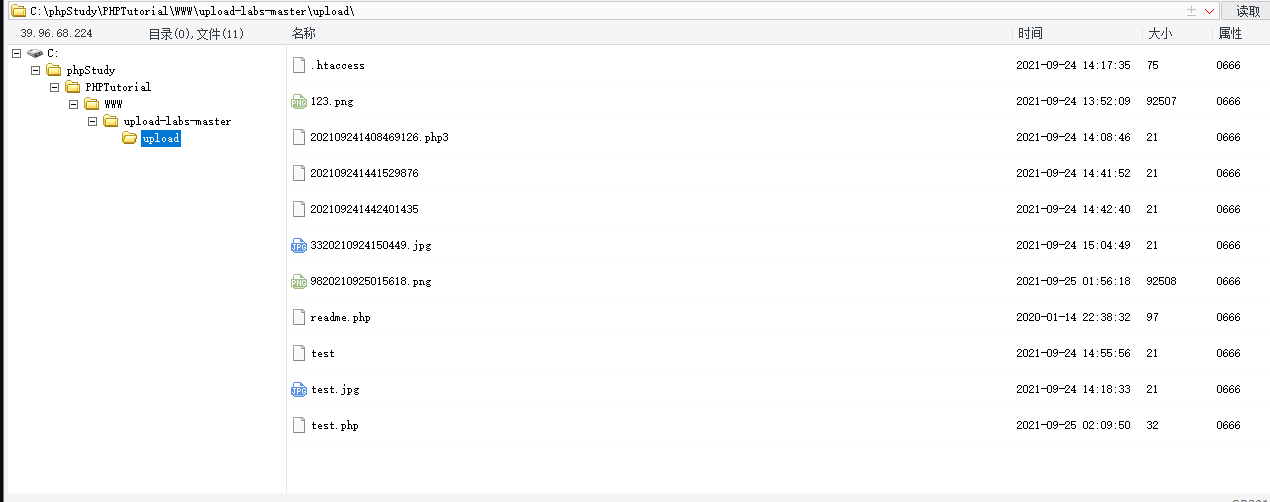 C:\phpStudy\PHPTutorial\WWW\upload-labs-master\upload\ 读取
39.96.68.224 目录(0),文件(11) 名称 时间 大小 属性
C:
phpStudy
PHPTutorial
WWW
upload-labs-master
upload
.htaccess 2021-09-24 14:17:35 75 0666
123.png 2021-09-24 13:52:09 92507 0666
202109241408469126.php3 2021-09-24 14:08:46 21 0666
202109241441529876 2021-09-24 14:41:52 21 0666
202109241442401435 2021-09-24 14:42:40 21 0666
3320210924150449.jpg 2021-09-24 15:04:49 21 0666
9820210925015618.png 2021-09-25 01:56:18 92508 0666
readme.php 2020-01-14 22:38:32 97 0666
test 2021-09-24 14:55:56 21 0666
test.jpg 2021-09-24 14:18:33 21 0666
test.php 2021-09-25 02:09:50 32 0666